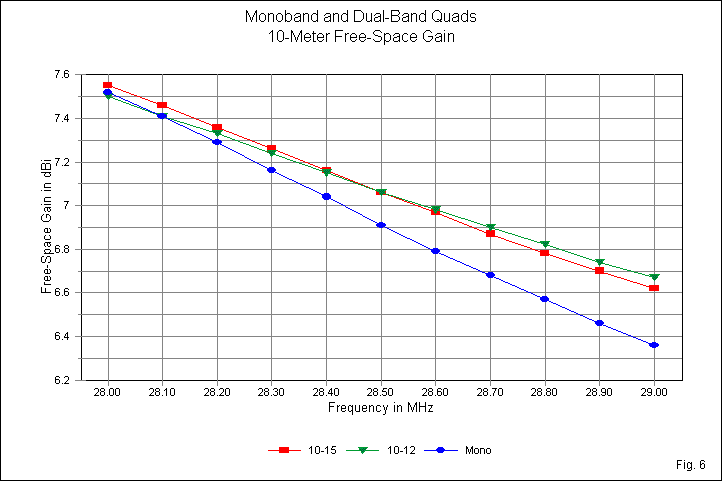 Monoband and Dual-Band Quads
10-Meter Free-Space Gain
Free-Space Gain in dBi
7.6
7.4
7.2
7
6.8
6.6
6.4
6.2
28.00 28.10 28.20 28.30 28.40 28.50 28.60 28.70 28.80 28.90 29.00
Frequency in MHz
10-15 10-12 Mono
Fig. 6